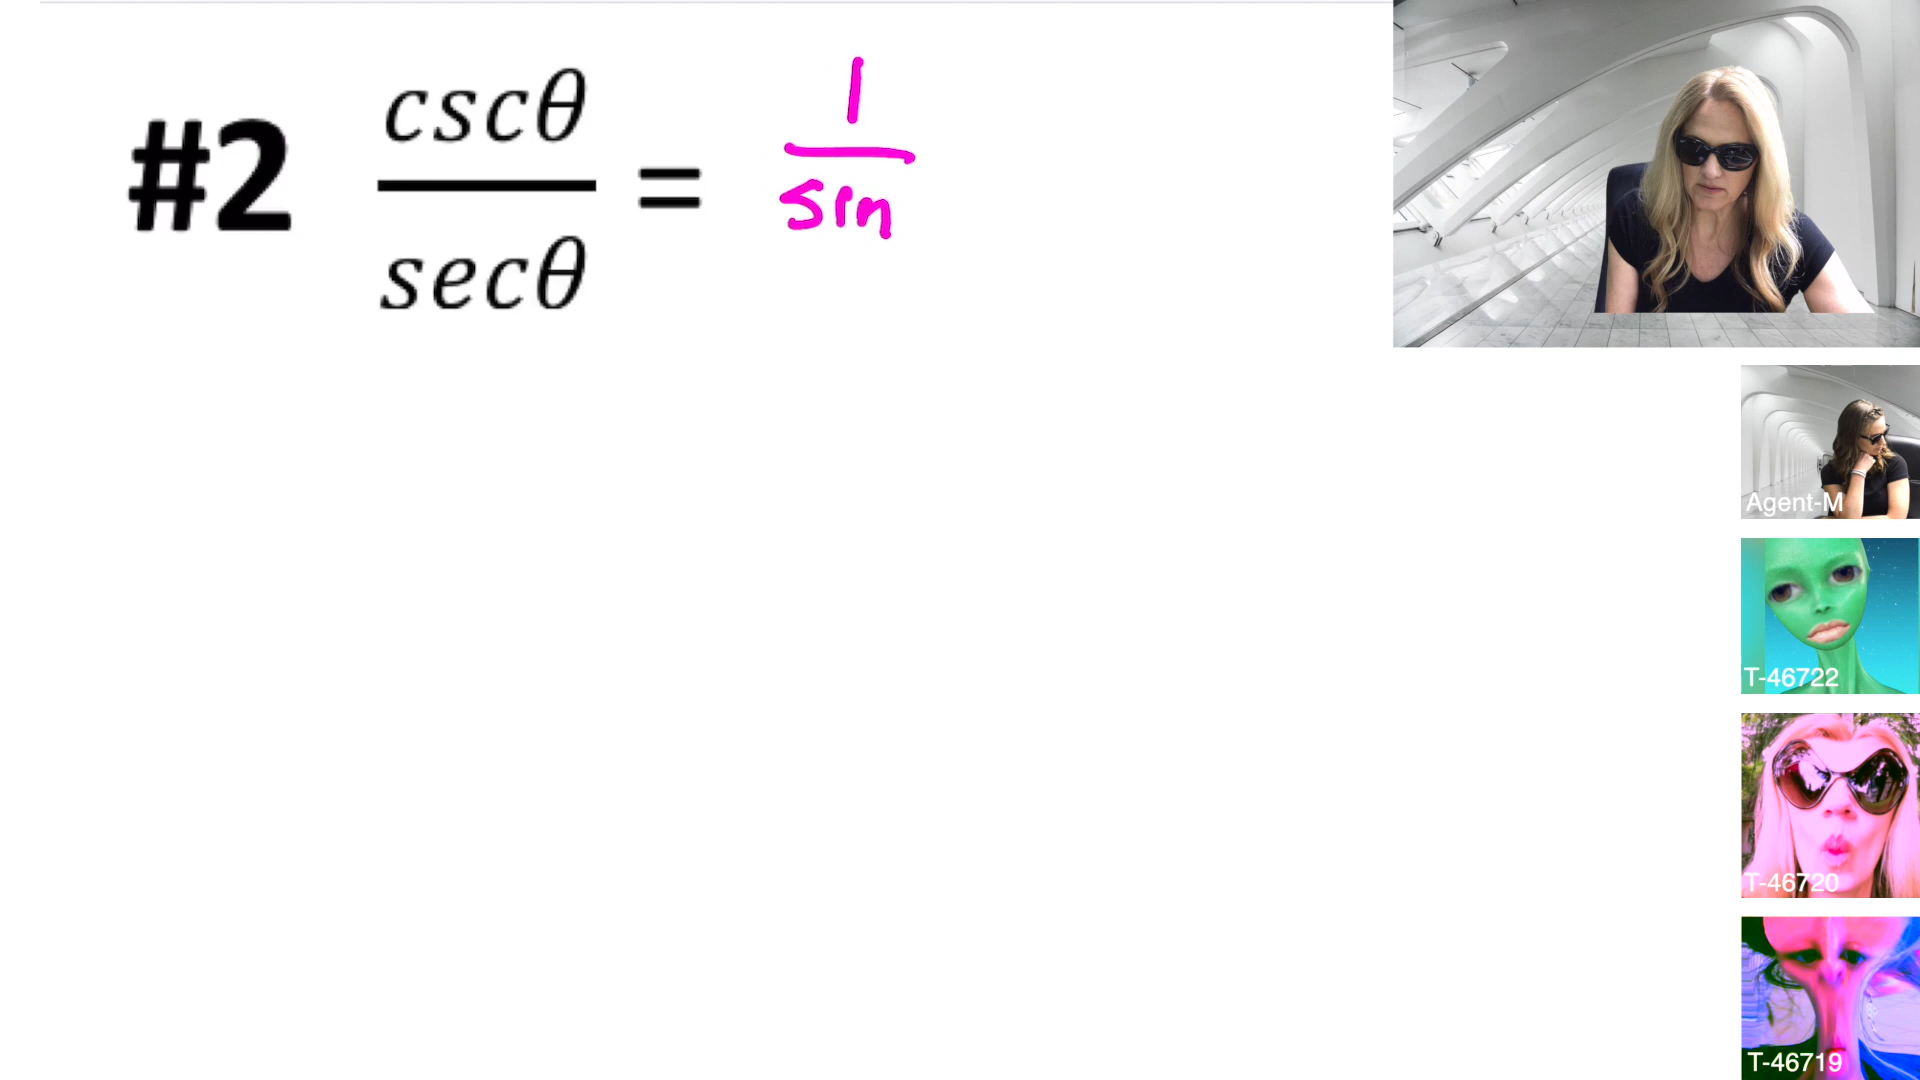 #2 cscθ / secθ = 1 / sin
Agent-M
T-46722
T-46720
T-46719